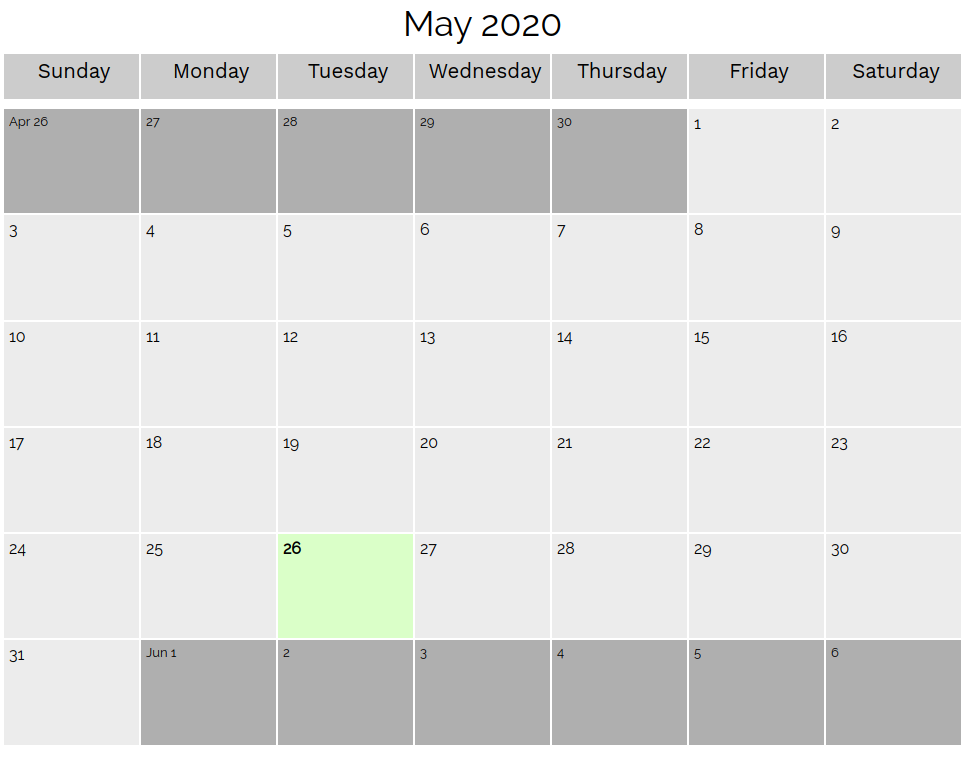 May 2020
Sunday Monday Tuesday Wednesday Thursday Friday Saturday
Apr 26 27 28 29 30 1 2
3 4 5 6 7 8 9
10 11 12 13 14 15 16
17 18 19 20 21 22 23
24 25 26 27 28 29 30
31 Jun 1 2 3 4 5 6